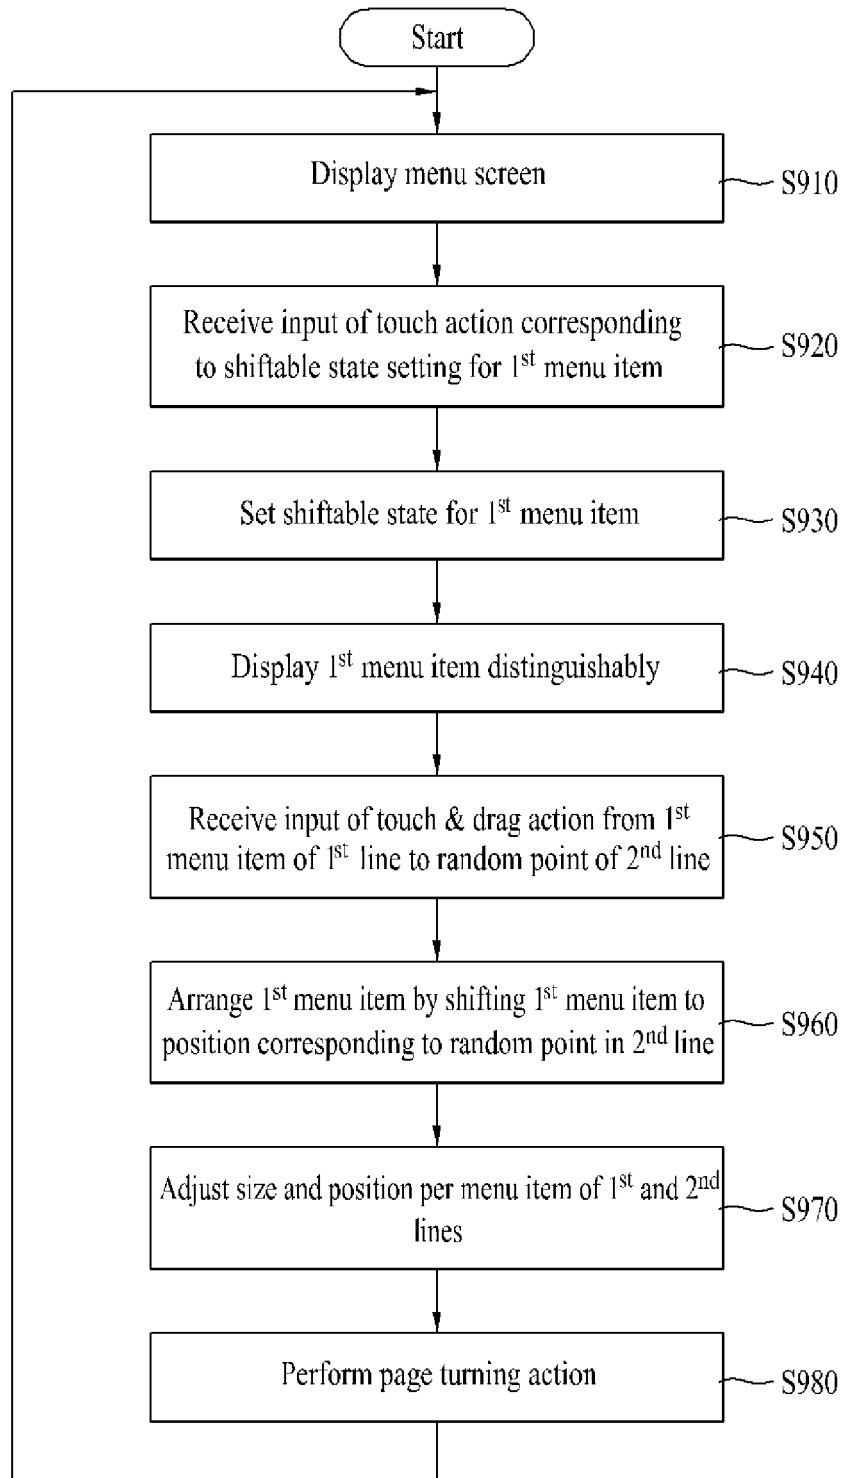 Start
Display menu screen
S910
Receive input of touch action corresponding
to shiftable state setting for 1st menu item
S920
Set shiftable state for 1st menu item
S930
Display 1st menu item distinguishably
S940
Receive input of touch & drag action from 1st
menu item of 1st line to random point of 2nd line
S950
Arrange 1st menu item by shifting 1st menu item to
position corresponding to random point in 2nd line
S960
Adjust size and position per menu item of 1st and 2nd
lines
S970
Perform page turning action
S980